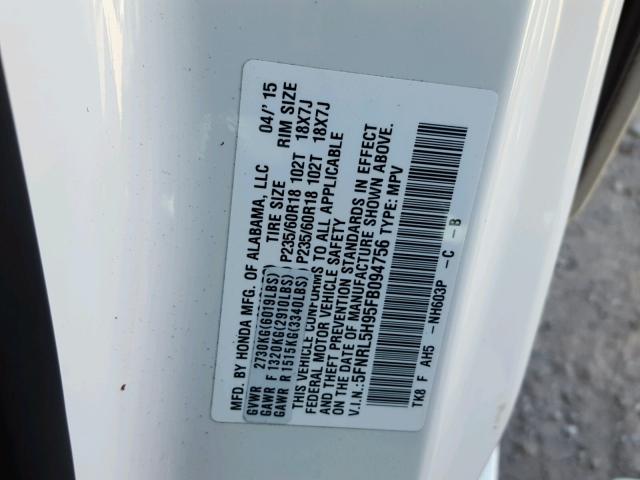 MFD. BY HONDA MFG. OF ALABAMA, LLC 04/'15
TIRE SIZE RIM SIZE
GVWR 2730KG(6019LBS)
GAWR F 1320KG(2910LBS) P235/60R18 102T 18X7J
GAWR R 1515KG(3340LBS) P235/60R18 102T 18X7J
THIS VEHICLE CONFORMS TO ALL APPLICABLE
FEDERAL MOTOR VEHICLE SAFETY
& THEFT PREVENTION STANDARDS IN EFFECT
ON THE DATE OF MANUFACTURE SHOWN ABOVE.
V.I.N.:5FNRL5H95FB094756 TYPE: MPV
TK8 F AH5 -NH603P -C -B